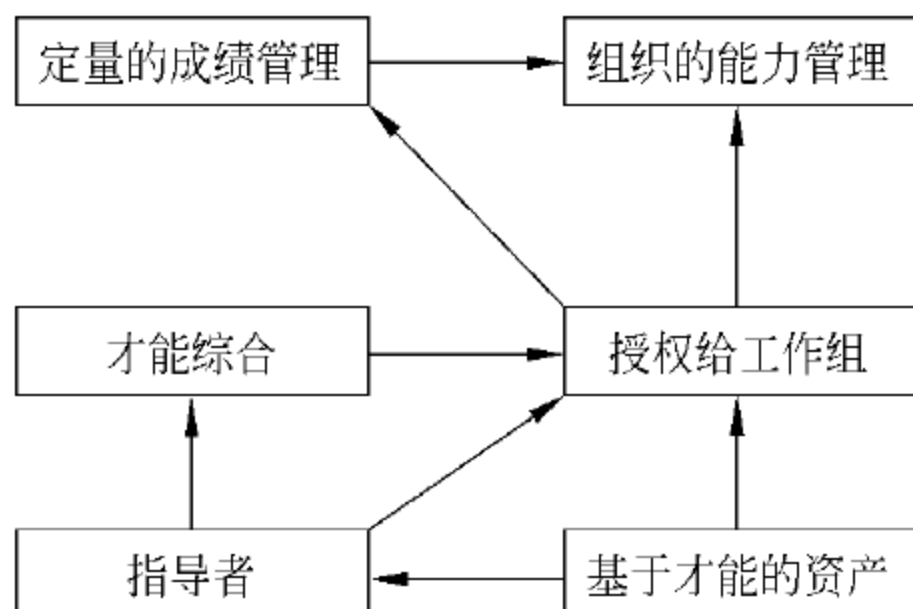 定量的成绩管理
组织的能力管理
才能综合
授权给工作组
指导者
基于才能的资产